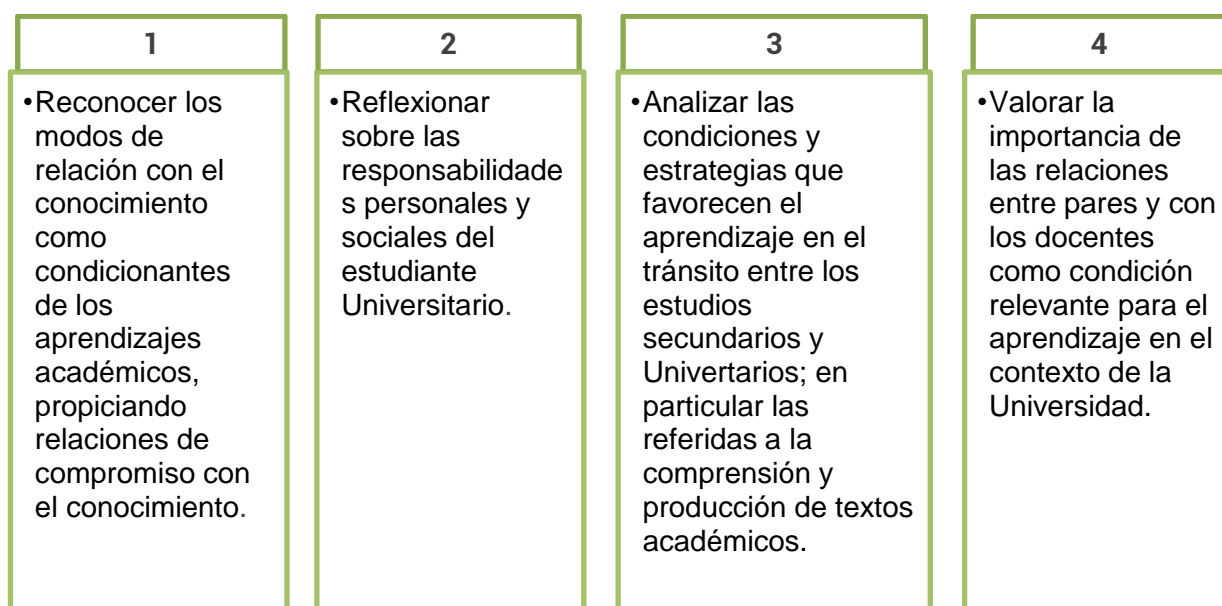 1
•Reconocer los
modos de
relación con el
conocimiento
como
condicionantes
de los
aprendizajes
académicos,
propiciando
relaciones de
compromiso con
el conocimiento.
2
•Reflexionar
sobre las
responsabilidade
s personales y
sociales del
estudiante
Universitario.
3
•Analizar las
condiciones y
estrategias que
favorecen el
aprendizaje en el
tránsito entre los
estudios
secundarios y
Univertarios; en
particular las
referidas a la
comprensión y
producción de textos
académicos.
4
•Valorar la
importancia de
las relaciones
entre pares y con
los docentes
como condición
relevante para el
aprendizaje en el
contexto de la
Universidad.